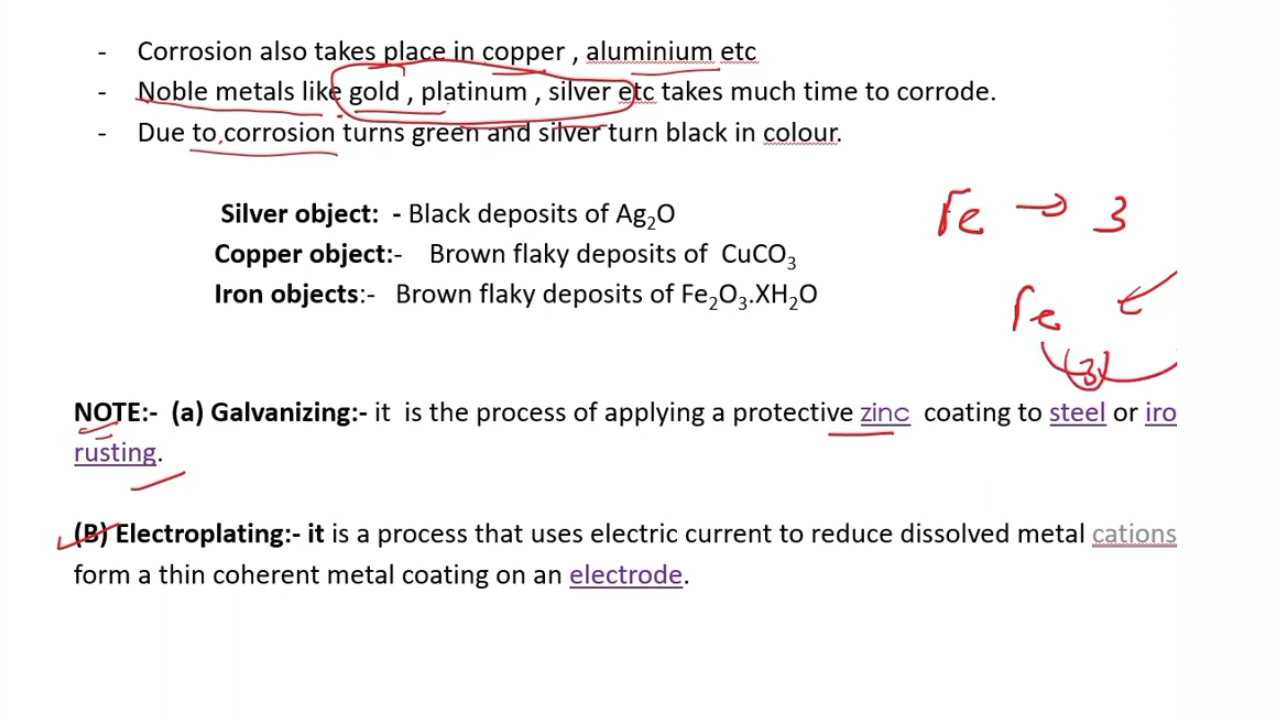 - Corrosion also takes place in copper , aluminium etc
- Noble metals like gold , platinum , silver etc takes much time to corrode.
- Due to corrosion turns green and silver turn black in colour.
Silver object: - Black deposits of Ag₂O
Fe → 3
Copper object:- Brown flaky deposits of CuCO₃
Iron objects:- Brown flaky deposits of Fe₂O₃.XH₂O
Fe
3
NOTE:- (a) Galvanizing:- it is the process of applying a protective zinc coating to steel or iro
rusting.
(B) Electroplating:- it is a process that uses electric current to reduce dissolved metal cations
form a thin coherent metal coating on an electrode.